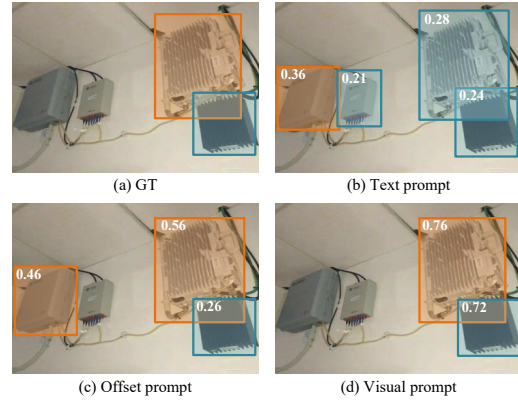 0.28
0.36
0.21
0.24
(a) GT
(b) Text prompt
0.56
0.76
0.46
0.26
0.72
(c) Offset prompt
(d) Visual prompt